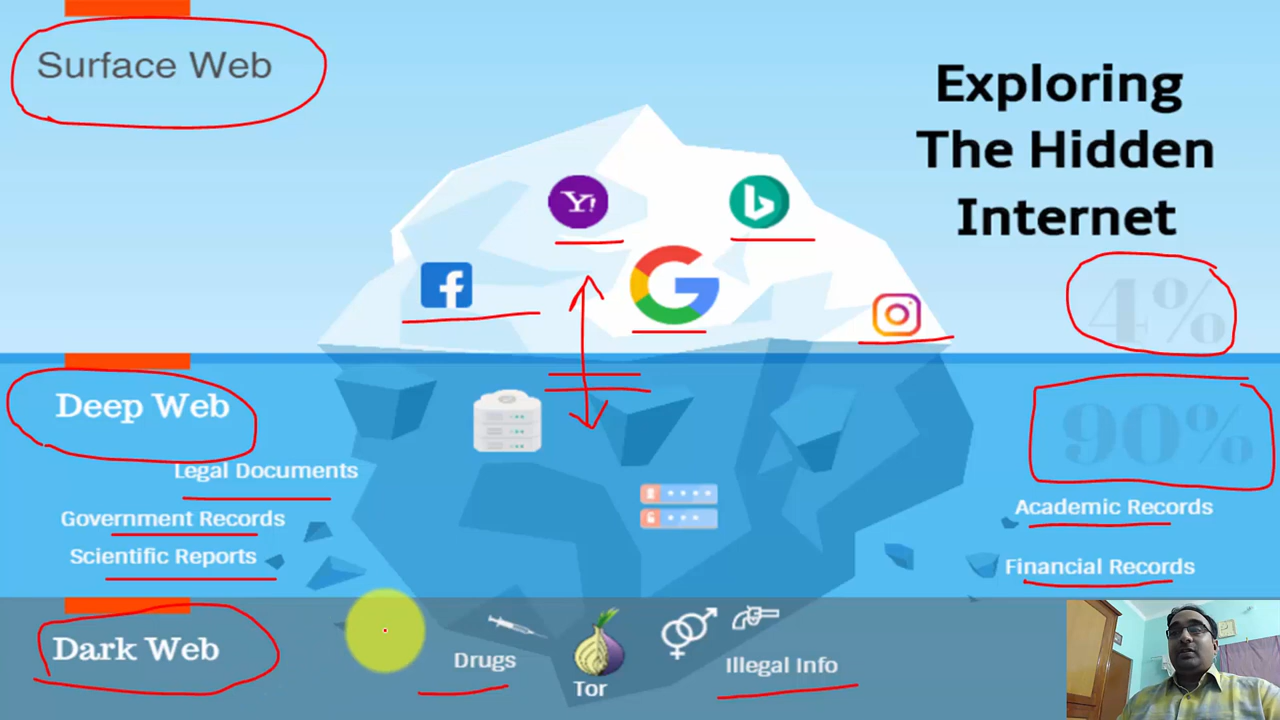 Surface Web
Exploring
The Hidden
Internet
Y!
4%
Deep Web
90%
Legal Documents
Government Records
Scientific Reports
Academic Records
Financial Records
Dark Web
Drugs
Tor
Illegal Info